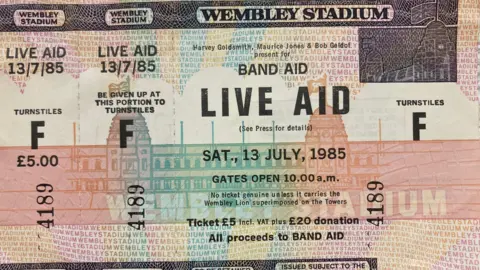 WEMBLEY STADIUM
WEMBLEY STADIUM
WEMBLEY STADIUM
LIVE AID
13/7/85
TURNSTILES
F
£5.00
4189
LIVE AID
13/7/85
BE GIVEN UP AT
THIS PORTION TO
TURNSTILES
F
4189
Harvey Goldsmith, Maurice Jones & Bob Geldof
present for
BAND AID
LIVE AID
(See Press for details)
SAT., 13 JULY, 1985
GATES OPEN 10.00 a.m.
No ticket genuine unless it carries the
Wembley Lion superimposed on the Towers
Ticket £5 incl. VAT plus £20 donation
All proceeds to BAND AID
4189
TURNSTILES
F
WEMBLEY STADIUM
TO BE RETAINED
ISSUED SUBJECT TO THE